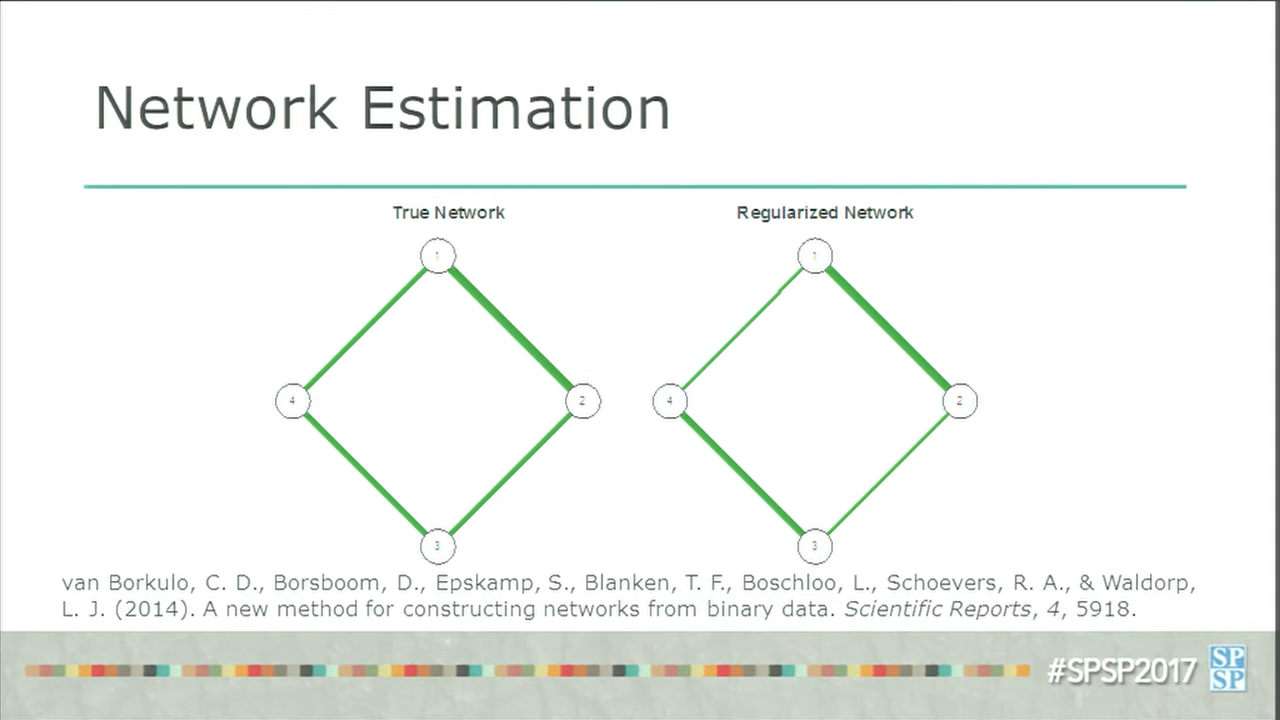 Network Estimation
True Network
Regularized Network
1
1
4
2
4
2
3
3
van Borkulo, C. D., Borsboom, D., Epskamp, S., Blanken, T. F., Boschloo, L., Schoevers, R. A., & Waldorp,
L. J. (2014). A new method for constructing networks from binary data. Scientific Reports, 4, 5918.
#SPSP2017
SP
SP